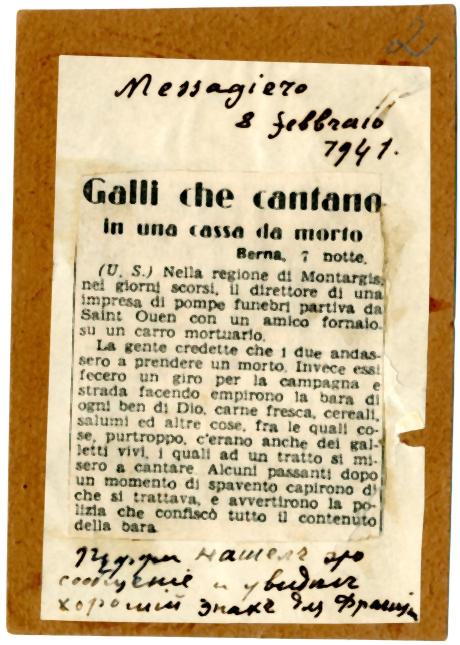 2
Messagiero
8 febbraio
1941.
Galli che cantano
in una cassa da morto
Berna, 7 notte.
(U. S.) Nella regione di Montargis,
nei giorni scorsi, il direttore di una
impresa di pompe funebri partiva da
Saint Ouen con un amico fornaio
su un carro mortuario.
La gente credette che i due andas-
sero a prendere un morto. Invece essi
fecero un giro per la campagna e
strada facendo empirono la bara di
ogni ben di Dio, carne fresca, cereali,
salumi ed altre cose, fra le quali co-
se, purtroppo, c'erano anche dei gal-
letti vivi, i quali ad un tratto si mi-
sero a cantare. Alcuni passanti dopo
un momento di spavento capirono di
che si trattava, e avvertirono la po-
lizia che confiscò tutto il contenuto
della bara.
нашелъ это
и увидилъ
хорошій знакъ для Франціи